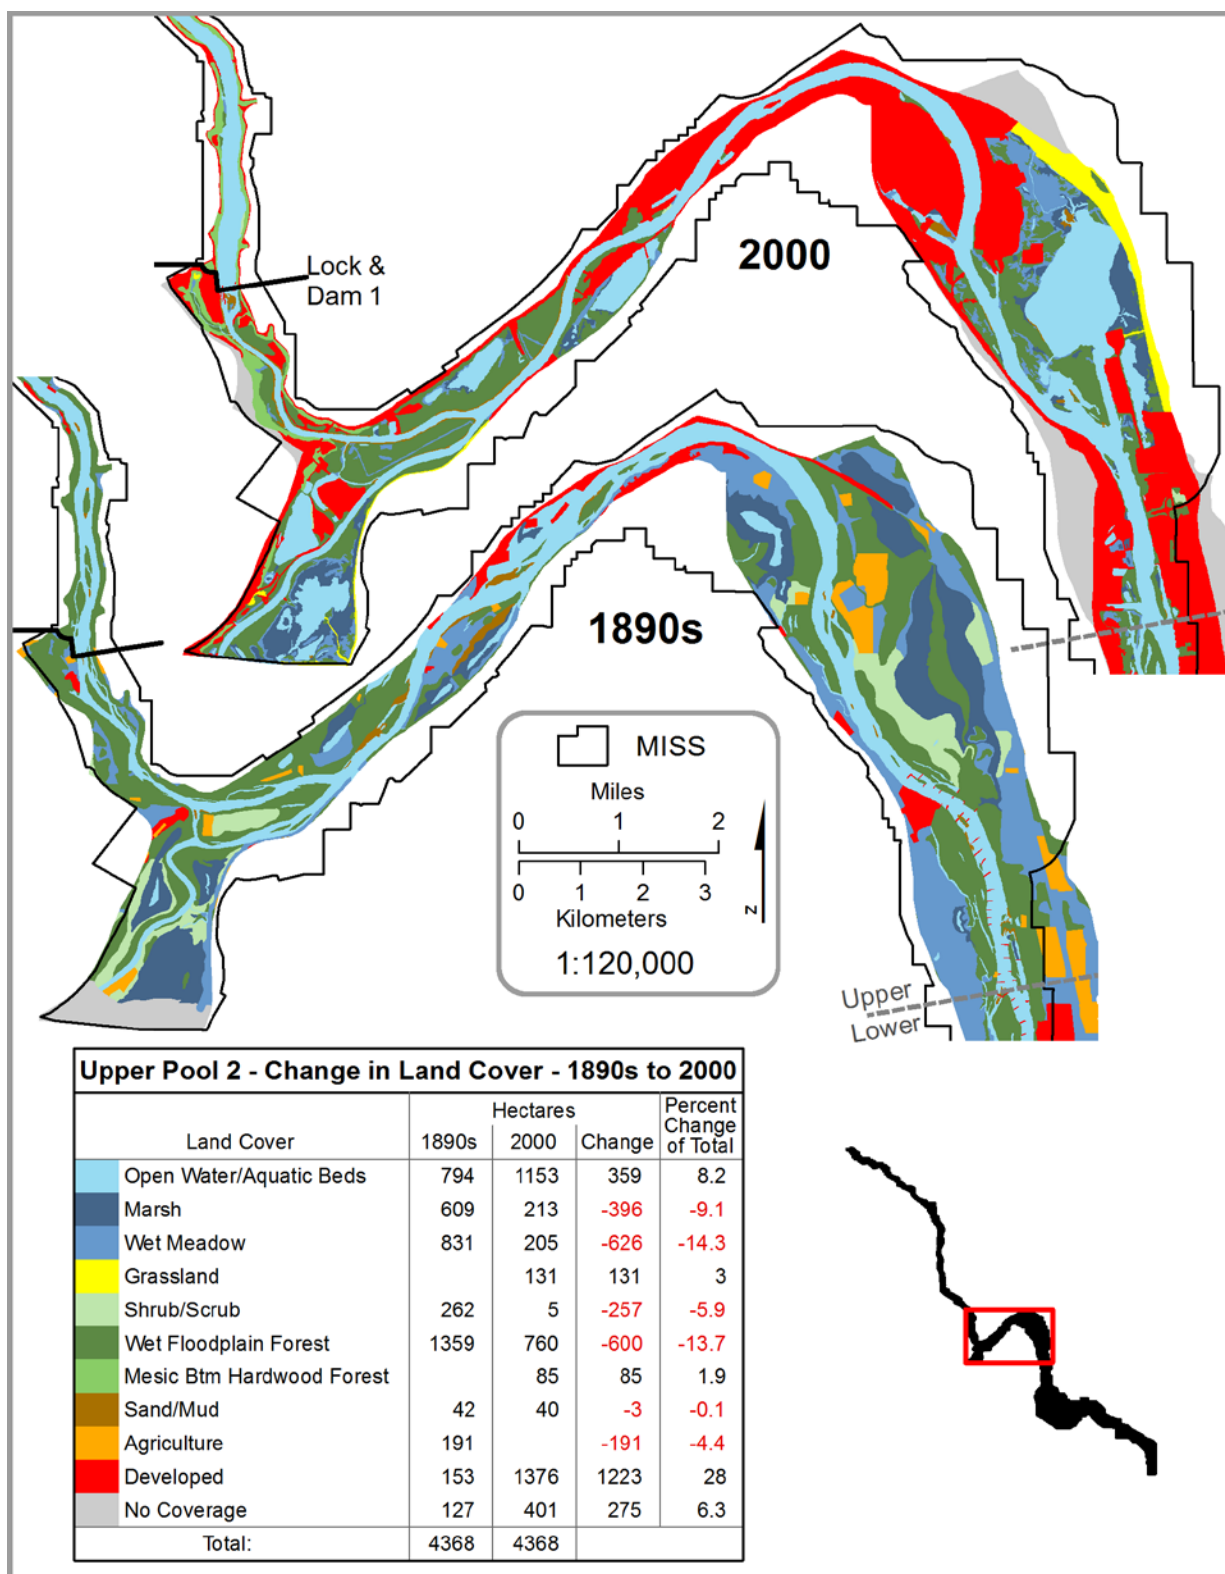 Lock &
Dam 1
2000
1890s
MISS
Miles
0 1 2
0 1 2 3
Kilometers
1:120,000
N
Upper
Lower
Upper Pool 2 - Change in Land Cover - 1890s to 2000
Land Cover
Hectares
1890s 2000 Change
Percent
Change
of Total
Open Water/Aquatic Beds 794 1153 359 8.2
Marsh 609 213 -396 -9.1
Wet Meadow 831 205 -626 -14.3
Grassland 131 131 3
Shrub/Scrub 262 5 -257 -5.9
Wet Floodplain Forest 1359 760 -600 -13.7
Mesic Btm Hardwood Forest 85 85 1.9
Sand/Mud 42 40 -3 -0.1
Agriculture 191 -191 -4.4
Developed 153 1376 1223 28
No Coverage 127 401 275 6.3
Total: 4368 4368